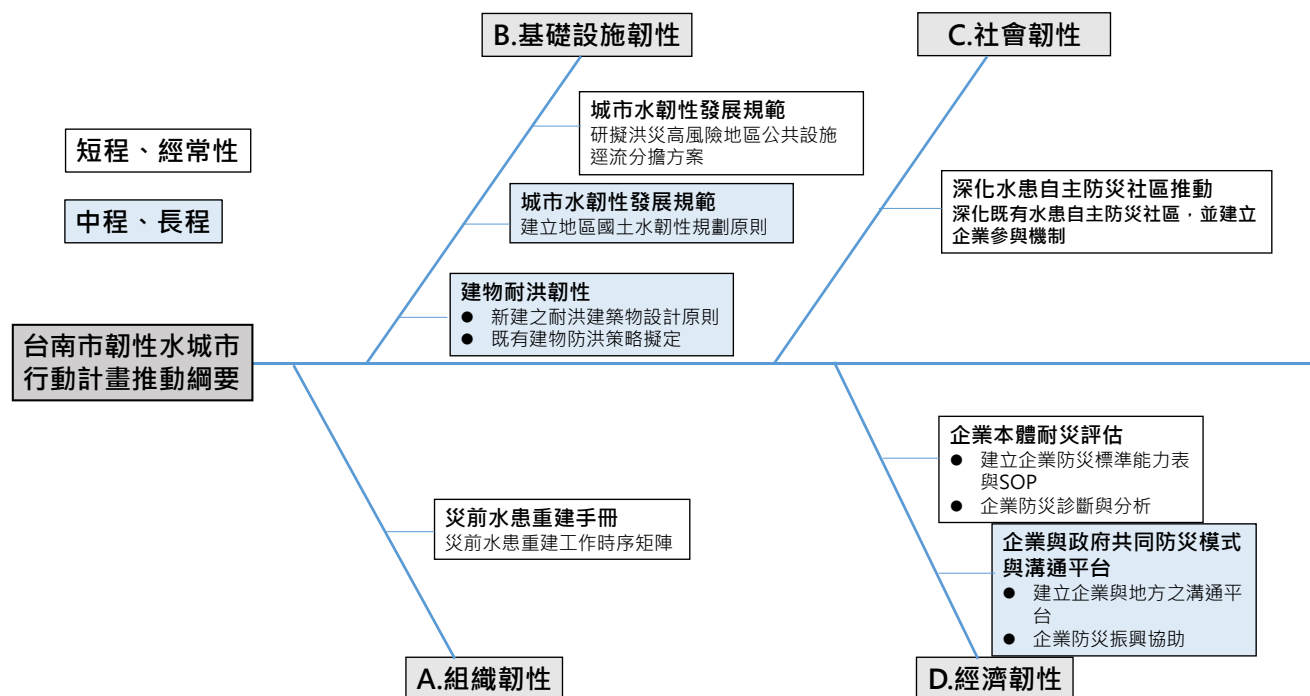 B.基礎設施韌性
C.社會韌性
短程、經常性
中程、長程
城市水韌性發展規範
研擬洪災高風險地區公共設施
逕流分擔方案
城市水韌性發展規範
建立地區國土水韌性規劃原則
建物耐洪韌性
● 新建之耐洪建築物設計原則
● 既有建物防洪策略擬定
深化水患自主防災社區推動
深化既有水患自主防災社區，並建立
企業參與機制
台南市韌性水城市
行動計畫推動綱要
災前水患重建手冊
災前水患重建工作時序矩陣
企業本體耐災評估
● 建立企業防災標準能力表
與SOP
● 企業防災診斷與分析
企業與政府共同防災模式
與溝通平台
● 建立企業與地方之溝通平
台
● 企業防災振興協助
A.組織韌性
D.經濟韌性